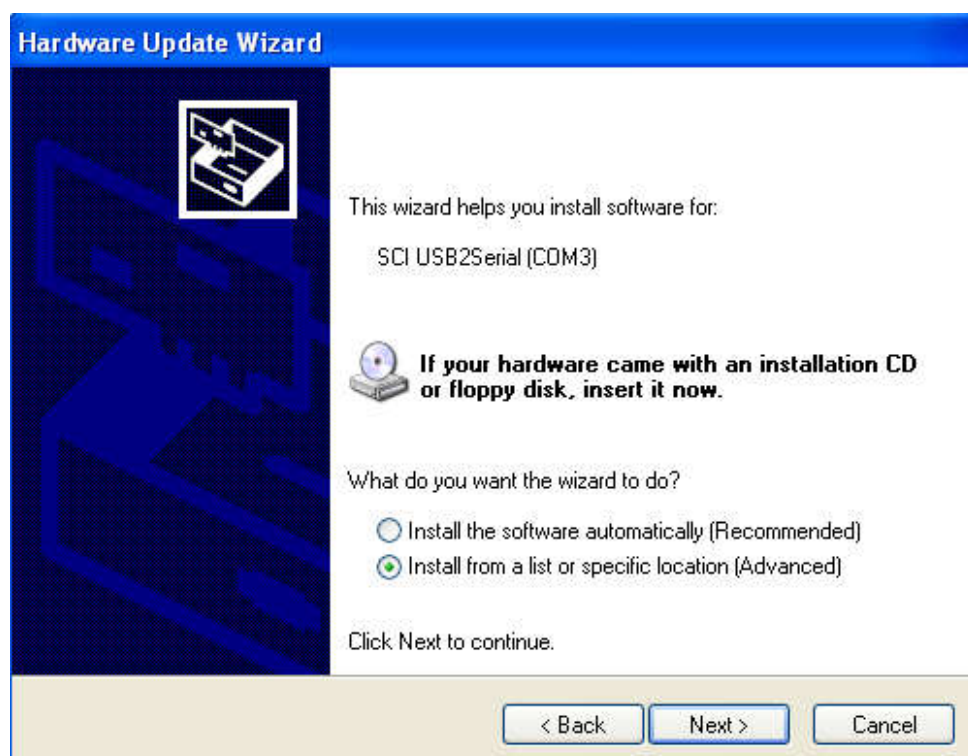 Hardware Update Wizard
This wizard helps you install software for:
SCI USB2Serial (COM3)
If your hardware came with an installation CD
or floppy disk, insert it now.
What do you want the wizard to do?
Install the software automatically (Recommended)
Install from a list or specific location (Advanced)
Click Next to continue.
< Back
Next >
Cancel